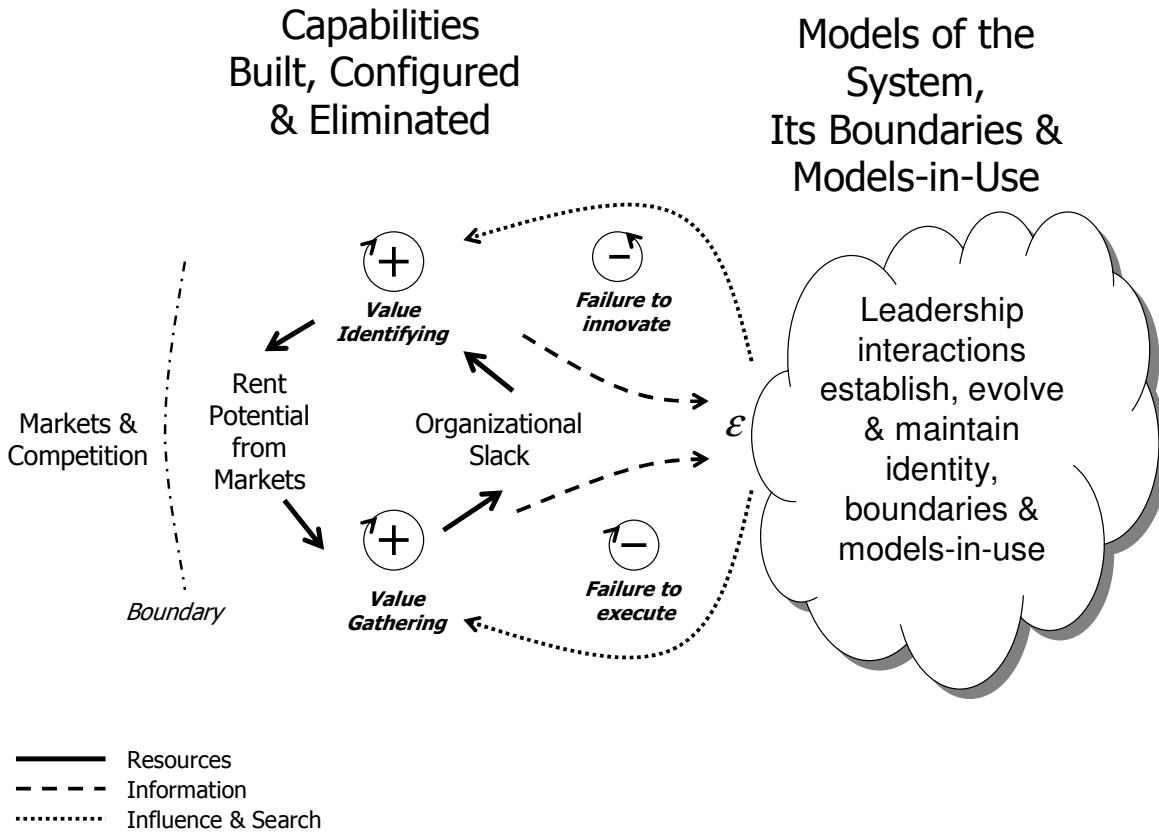 Capabilities
Built, Configured
& Eliminated
Models of the
System,
Its Boundaries &
Models-in-Use
+
Value
Identifying
−
Failure to
innovate
Rent
Potential
from
Markets
Markets &
Competition
Organizational
Slack
ε
Leadership
interactions
establish, evolve
& maintain
identity,
boundaries &
models-in-use
+
Value
Gathering
−
Failure to
execute
Boundary
Resources
Information
Influence & Search